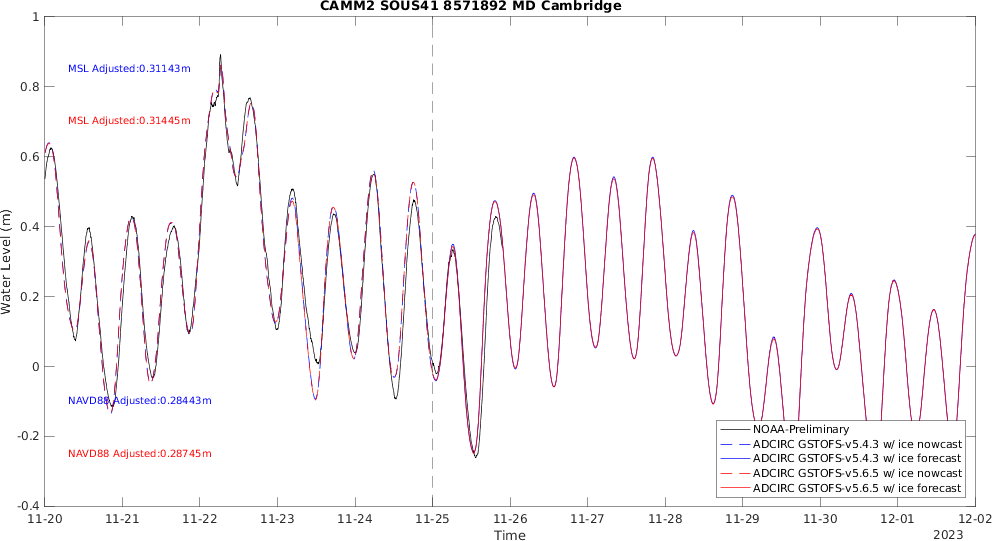 CAMM2 SOUS41 8571892 MD Cambridge
1
0.8
0.6
0.4
0.2
0
-0.2
-0.4
Water Level (m)
MSL Adjusted:0.31143m
MSL Adjusted:0.31445m
NAVD88 Adjusted:0.28443m
NAVD88 Adjusted:0.28745m
NOAA-Preliminary
ADCIRC GSTOFS-v5.4.3 w/ ice nowcast
ADCIRC GSTOFS-v5.4.3 w/ ice forecast
ADCIRC GSTOFS-v5.6.5 w/ ice nowcast
ADCIRC GSTOFS-v5.6.5 w/ ice forecast
11-20 11-21 11-22 11-23 11-24 11-25 11-26 11-27 11-28 11-29 11-30 12-01 12-02
Time
2023